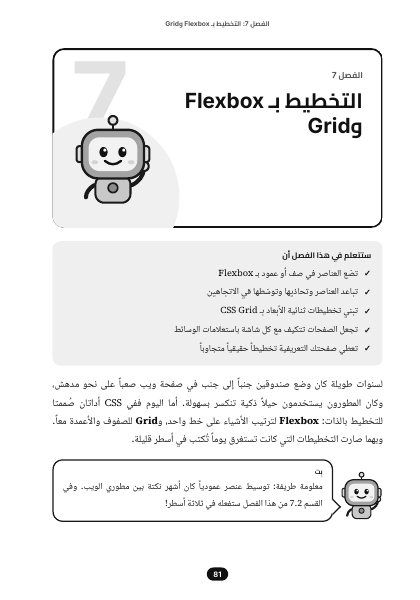 الفصل 7: التخطيط بـ Flexbox وGrid
7
الفصل 7
التخطيط بـ Flexbox
وGrid
ستتعلم في هذا الفصل أن
✓ تضع العناصر في صف أو عمود بـ Flexbox
✓ تباعد العناصر وتحاذيها وتوسّطها في الاتجاهين
✓ تبني تخطيطات ثنائية الأبعاد بـ CSS Grid
✓ تجعل الصفحات تتكيف مع كل شاشة باستعلامات الوسائط
✓ تعطي صفحتك التعريفية تخطيطاً حقيقياً متجاوباً
لسنوات طويلة كان وضع صندوقين جنباً إلى جنب في صفحة ويب صعباً على نحو مدهش،
وكان المطورون يستخدمون حيلاً ذكية تنكسر بسهولة. أما اليوم ففي CSS أداتان صُممتا
للتخطيط بالذات: Flexbox لترتيب الأشياء على خط واحد، وGrid للصفوف والأعمدة معاً.
وبهما صارت التخطيطات التي كانت تستغرق يوماً تُكتب في أسطر قليلة.
بِت
معلومة طريفة: توسيط عنصر عمودياً كان أشهر نكتة بين مطوري الويب. وفي
القسم 7.2 من هذا الفصل ستفعله في ثلاثة أسطر!
81